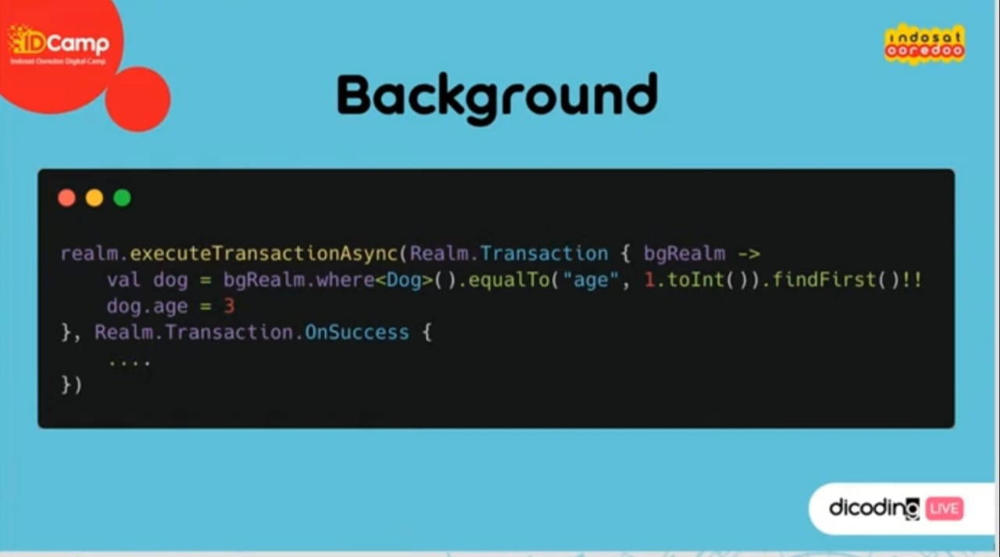 IDCamp
Indosat Ooredoo Digital Camp
indosat
ooredoo
Background
realm.executeTransactionAsync(Realm.Transaction { bgRealm ->
    val dog = bgRealm.where<Dog>().equalTo("age", 1.toInt()).findFirst()!!
    dog.age = 3
}, Realm.Transaction.OnSuccess {
    ....
})
dicoding LIVE